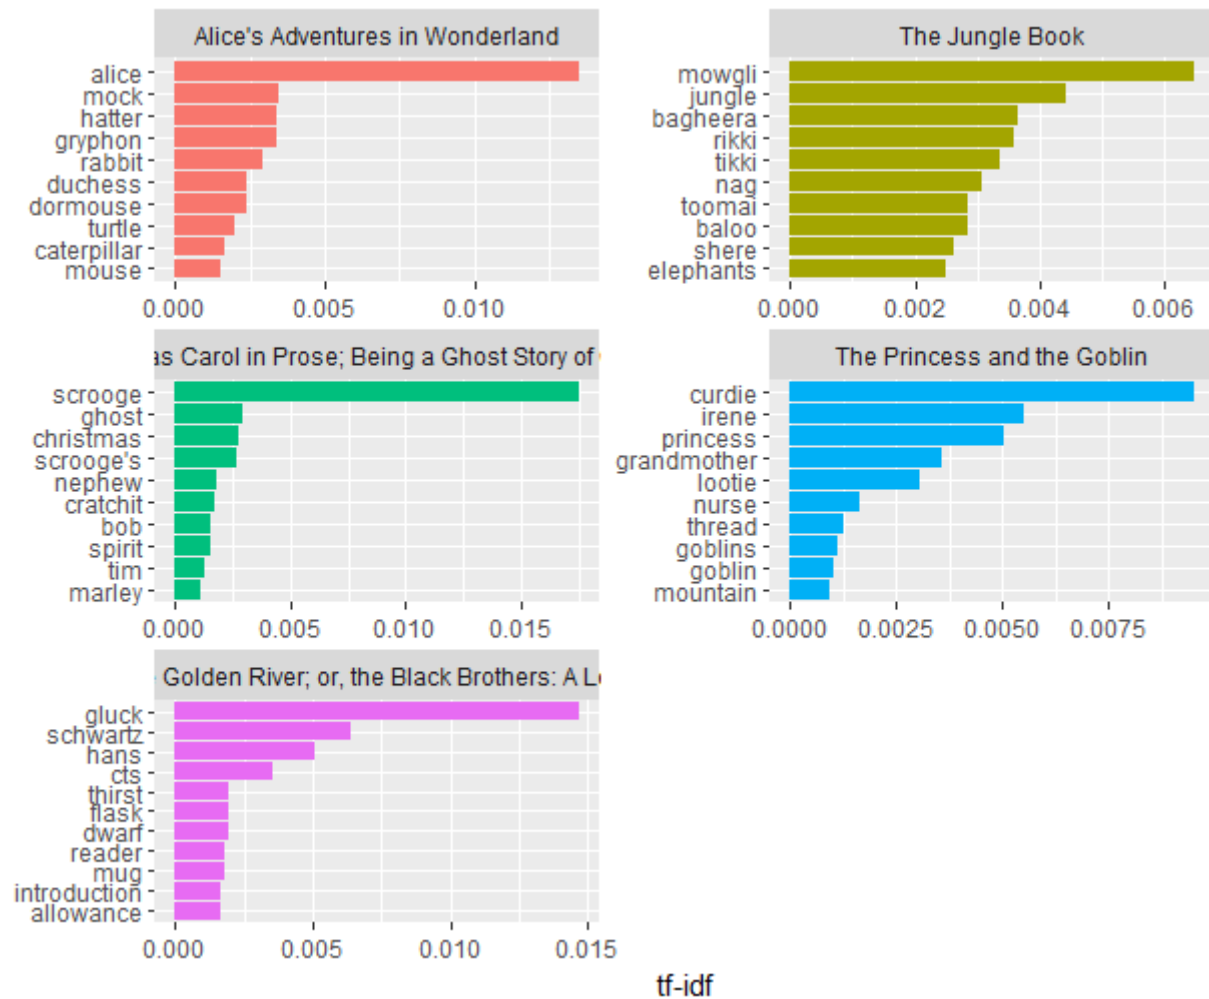 Alice's Adventures in Wonderland
alice
mock
hatter
gryphon
rabbit
duchess
dormouse
turtle
caterpillar
mouse
0.000 0.005 0.010
The Jungle Book
mowgli
jungle
bagheera
rikki
tikki
nag
toomai
baloo
shere
elephants
0.000 0.002 0.004 0.006
as Carol in Prose; Being a Ghost Story of
scrooge
ghost
christmas
scrooge's
nephew
cratchit
bob
spirit
tim
marley
0.000 0.005 0.010 0.015
The Princess and the Goblin
curdie
irene
princess
grandmother
lootie
nurse
thread
goblins
goblin
mountain
0.0000 0.0025 0.0050 0.0075
Golden River; or, the Black Brothers: A L
gluck
schwartz
hans
cts
thirst
flask
dwarf
reader
mug
introduction
allowance
0.000 0.005 0.010 0.015
tf-idf